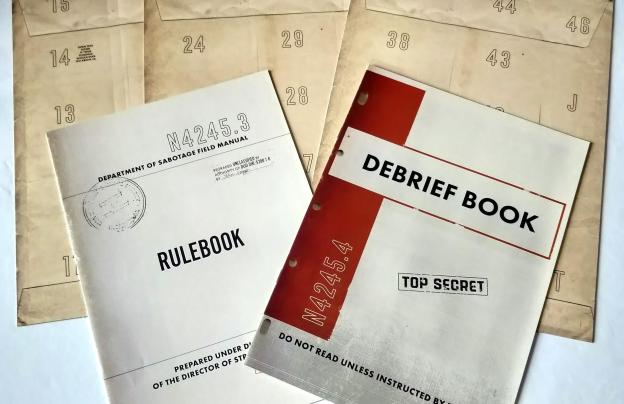 15
14
13
24
29
28
38
43
44
46
J
T
N4245.3
DEPARTMENT OF SABOTAGE FIELD MANUAL
RULEBOOK
PREPARED UNDER
OF THE DIRECTOR OF
DEBRIEF BOOK
N4245.4
TOP SECRET
DO NOT READ UNLESS INSTRUCTED BY